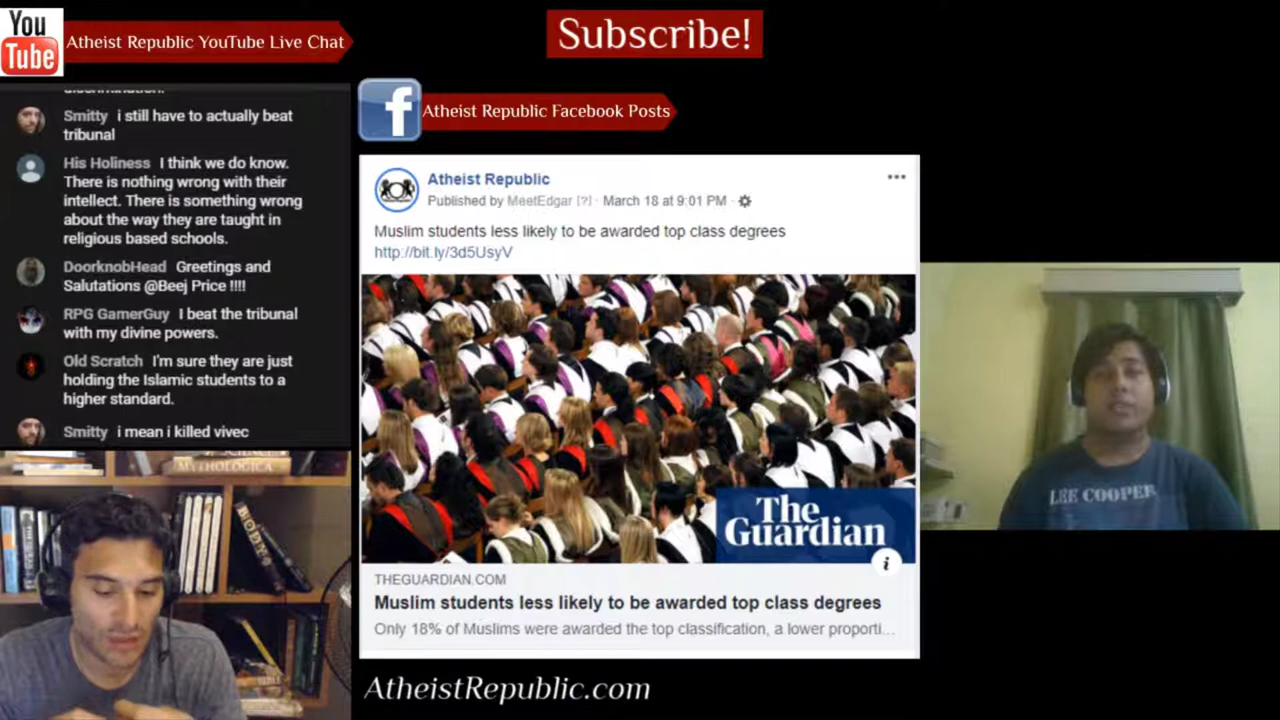 You
Tube
Atheist Republic YouTube Live Chat
Subscribe!
Smitty i still have to actually beat
tribunal
His Holiness I think we do know.
There is nothing wrong with their
intellect. There is something wrong
about the way they are taught in
religious based schools.
DoorknobHead Greetings and
Salutations @Beej Price !!!!
RPG GamerGuy I beat the tribunal
with my divine powers.
Old Scratch I'm sure they are just
holding the Islamic students to a
higher standard.
Smitty i mean i killed vivec
f
Atheist Republic Facebook Posts
Atheist Republic
Published by MeetEdgar [?] · March 18 at 9:01 PM ·
Muslim students less likely to be awarded top class degrees
http://bit.ly/3d5UsyV
The
Guardian
i
THEGUARDIAN.COM
Muslim students less likely to be awarded top class degrees
Only 18% of Muslims were awarded the top classification, a lower proporti...
AtheistRepublic.com
MYTHOLOGICA
BODY
LEE COOPER